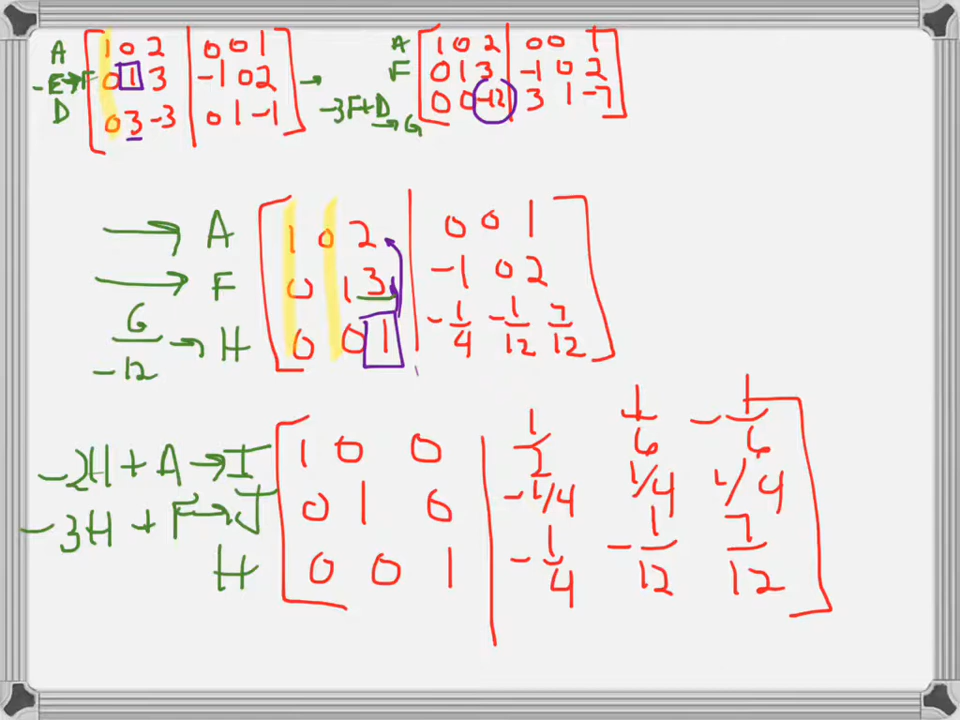 A [ 1 0 2 | 0 0 1 ] → A [ 1 0 2 | 0 0 1 ]
-E→F [ 0 1 3 | -1 0 2 ] F [ 0 1 3 | -1 0 2 ]
D [ 0 3 -3 | 0 1 -1 ] -3F+D→G [ 0 0 -12 | 3 1 -7 ]
→ A [ 1 0 2 | 0 0 1 ]
→ F [ 0 1 3 | -1 0 2 ]
G/-12 → H [ 0 0 1 | -1/4 -1/12 7/12 ]
-2H + A → I [ 1 0 0 | 1/2 1/6 -1/6 ]
-3H + F → J [ 0 1 0 | -1/4 1/4 1/4 ]
H [ 0 0 1 | -1/4 -1/12 7/12 ]